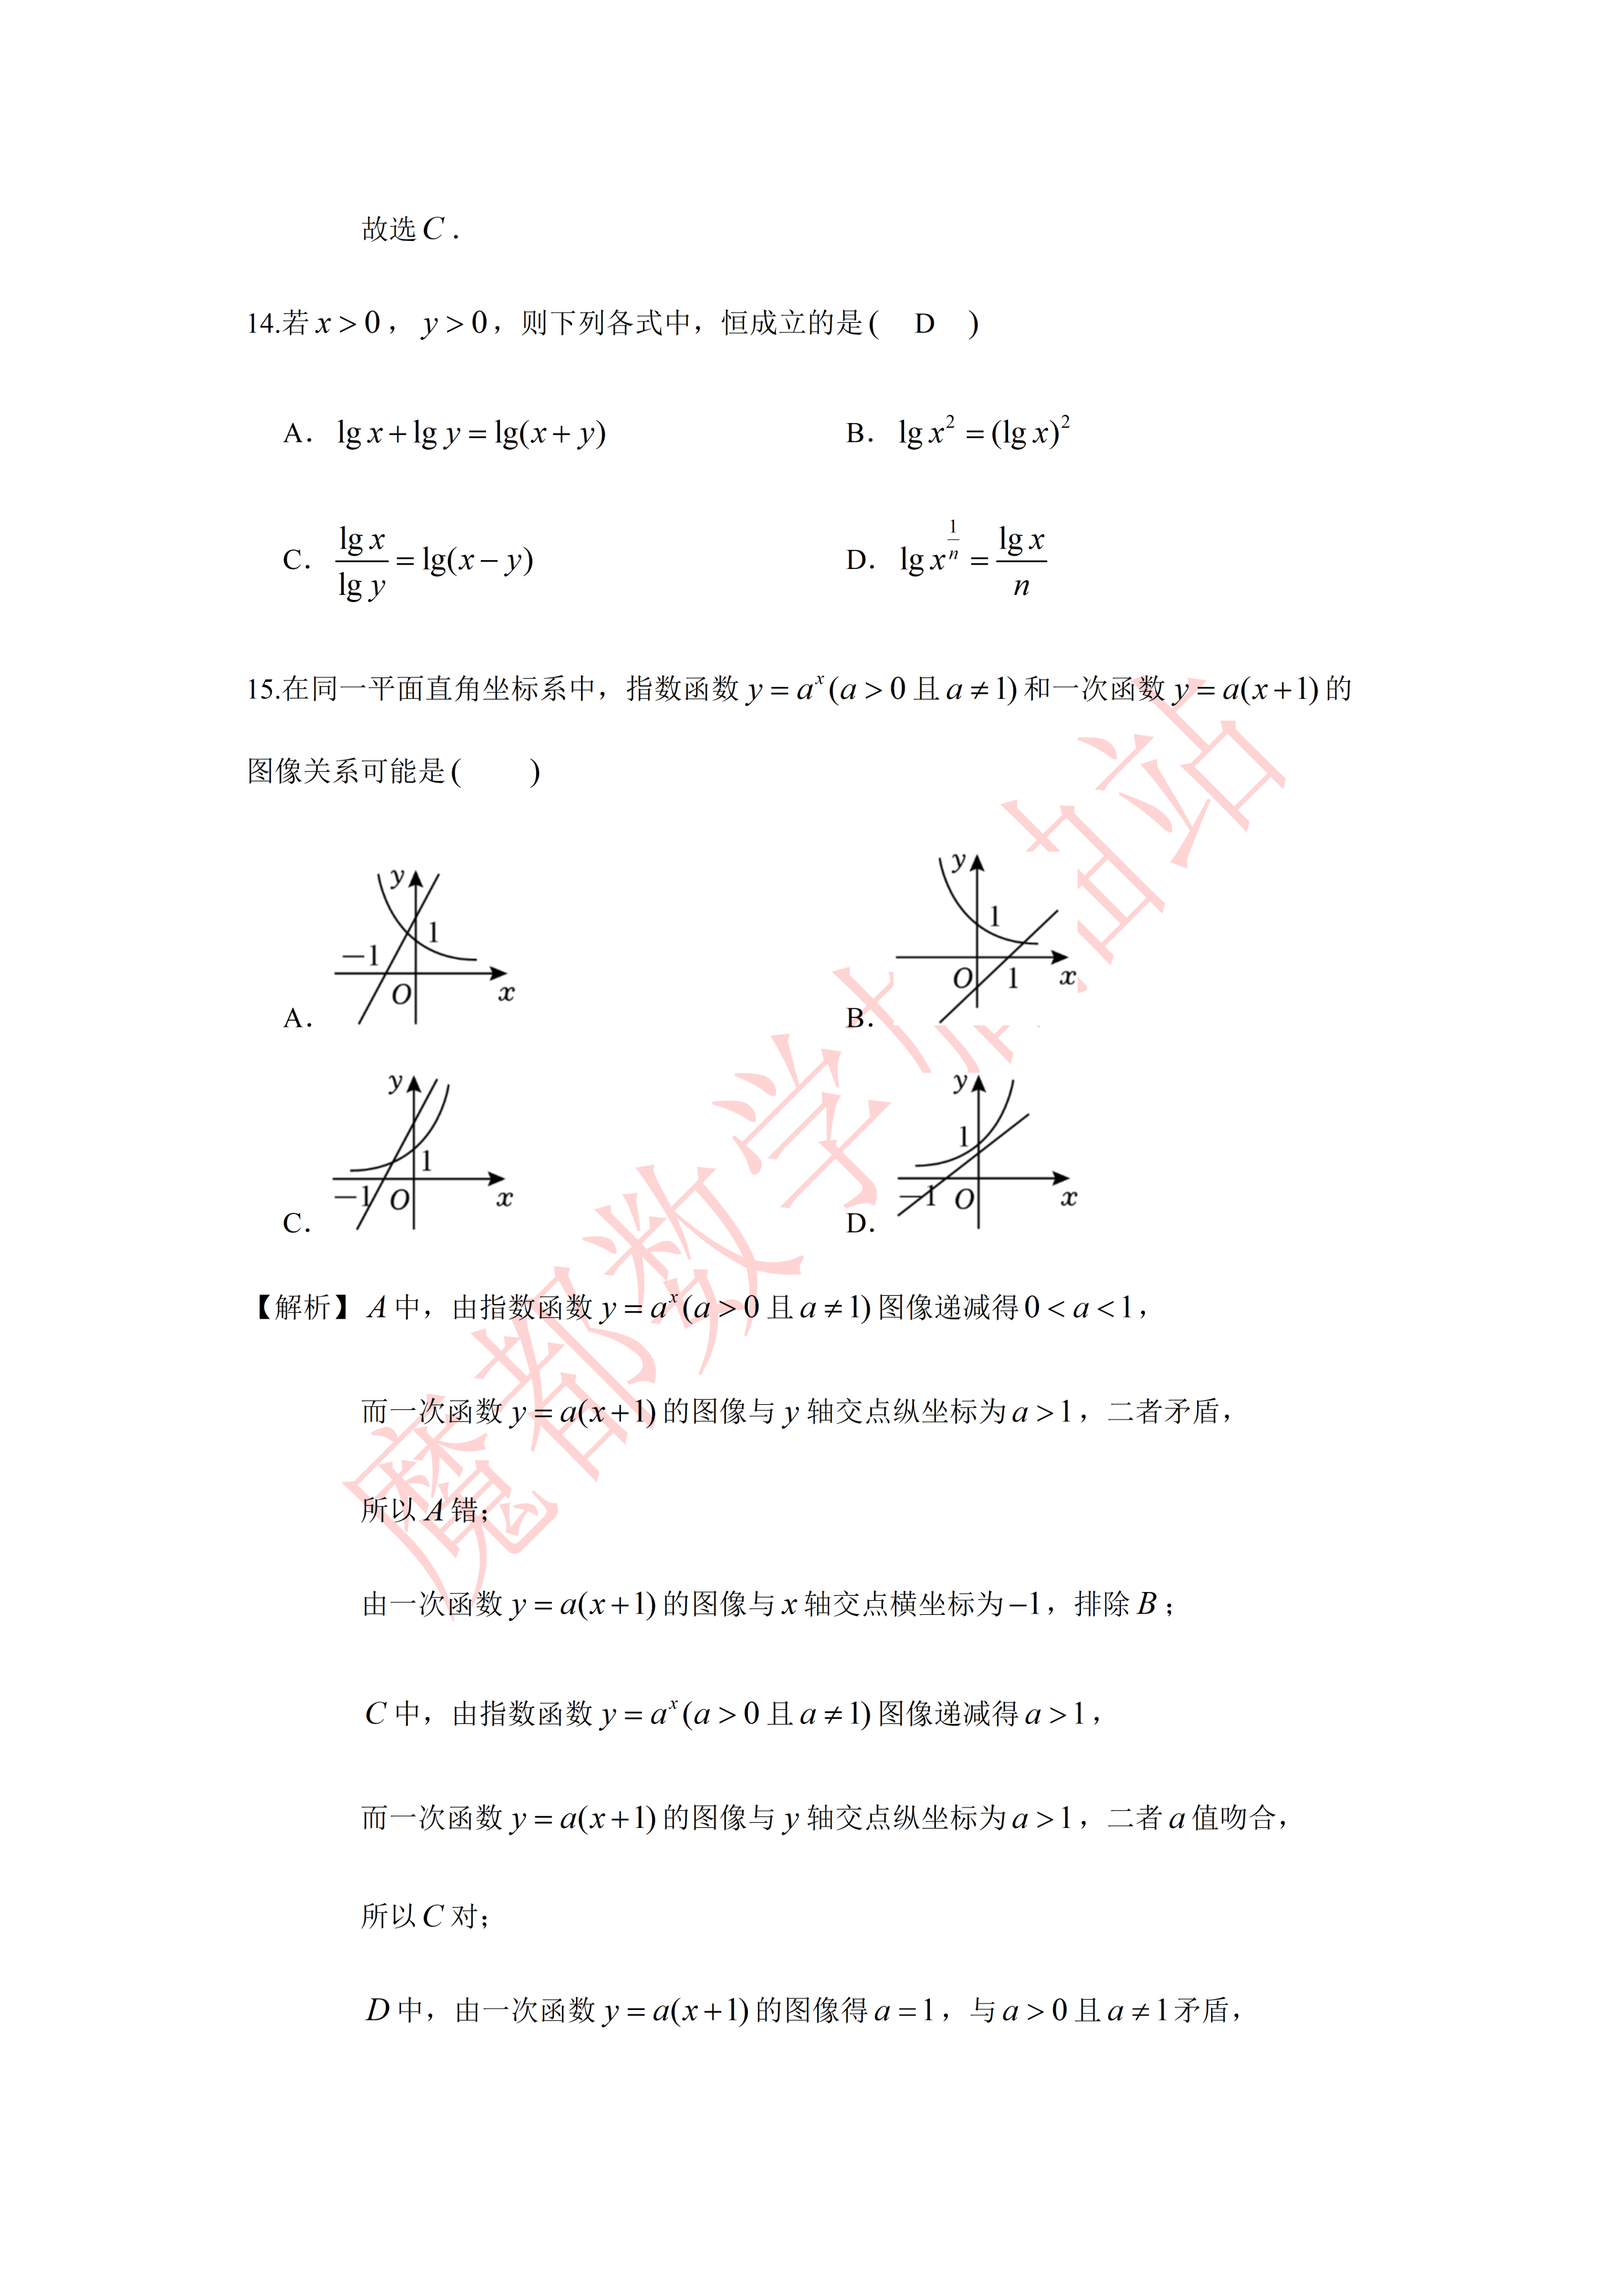 故选C．
14.若x＞0，y＞0，则下列各式中，恒成立的是( D )
A．lg x + lg y = lg(x + y) B．lg x² = (lg x)²
C．\frac{lg x}{lg y} = lg(x − y) D．lg x^{\frac{1}{n}} = \frac{lg x}{n}
15.在同一平面直角坐标系中，指数函数y = a^x(a > 0且a ≠ 1)和一次函数y = a(x + 1)的
图像关系可能是( )
A． y 1 −1 O x
B． y 1 O 1 x
C． y 1 −1 O x
D． y 1 −1 O x
【解析】A中，由指数函数y = a^x(a > 0且a ≠ 1)图像递减得0 < a < 1，
而一次函数y = a(x + 1)的图像与y轴交点纵坐标为a > 1，二者矛盾，
所以A错；
由一次函数y = a(x + 1)的图像与x轴交点横坐标为−1，排除B；
C中，由指数函数y = a^x(a > 0且a ≠ 1)图像递减得a > 1，
而一次函数y = a(x + 1)的图像与y轴交点纵坐标为a > 1，二者a值吻合，
所以C对；
D中，由一次函数y = a(x + 1)的图像得a = 1，与a > 0且a ≠ 1矛盾，
魔都数学
站